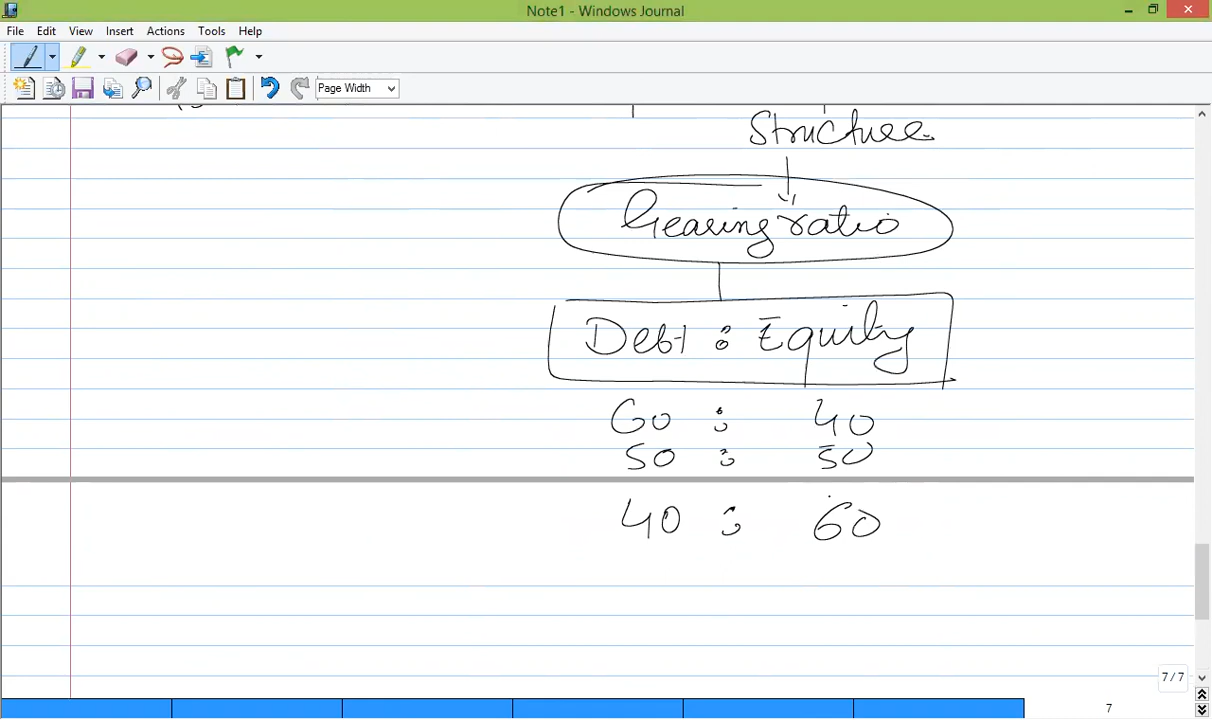 Note1 - Windows Journal
File Edit View Insert Actions Tools Help
Page Width
Structure
Gearing ratio
Debt : Equity
60 : 40
50 : 50
40 : 60
7 / 7
7